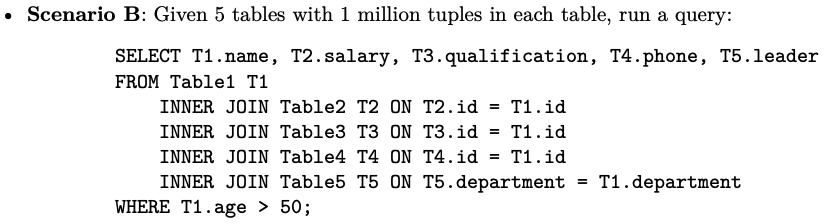 • Scenario B: Given 5 tables with 1 million tuples in each table, run a query:
SELECT T1.name, T2.salary, T3.qualification, T4.phone, T5.leader
FROM Table1 T1
INNER JOIN Table2 T2 ON T2.id = T1.id
INNER JOIN Table3 T3 ON T3.id = T1.id
INNER JOIN Table4 T4 ON T4.id = T1.id
INNER JOIN Table5 T5 ON T5.department = T1.department
WHERE T1.age > 50;